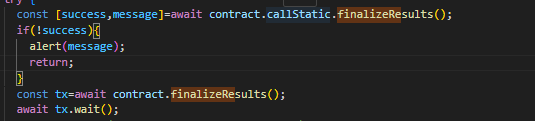 try {
const [success,message]=await contract.callStatic.finalizeResults();
if(!success){
alert(message);
return;
}
const tx=await contract.finalizeResults();
await tx.wait();